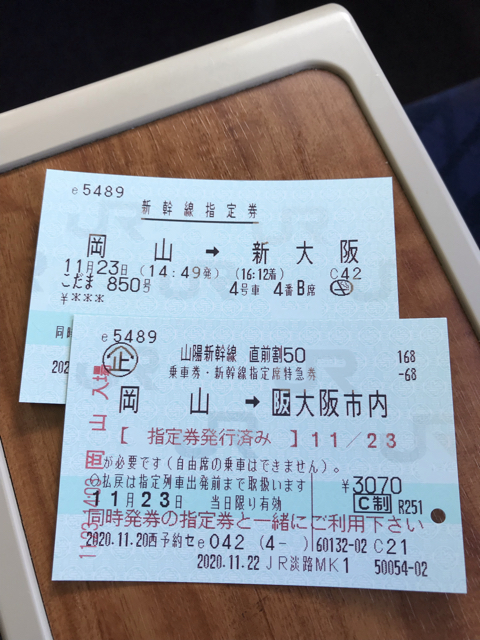 e5489
新幹線指定券
岡 山 → 新大阪
11月23日 (14:49発) (16:12着) C42
こだま 850号 4号車 4番B席
¥***
同時
202
e5489
山陽新幹線 直前割50 168
乗車券・新幹線指定席特急券 -68
岡 山 → 阪大阪市内
【 指定券発行済み 】11/23
が必要です(自由席の乗車はできません)。
払戻は指定列車出発前まで取扱います ¥3070
11月23日 当日限り有効 C制 R251
同時発券の指定券と一緒にご利用下さい
2020.11.20西予約セe042 (4- ) 60132-02 C21
2020.11.22 JR淡路MK1 50054-02
岡山 入場